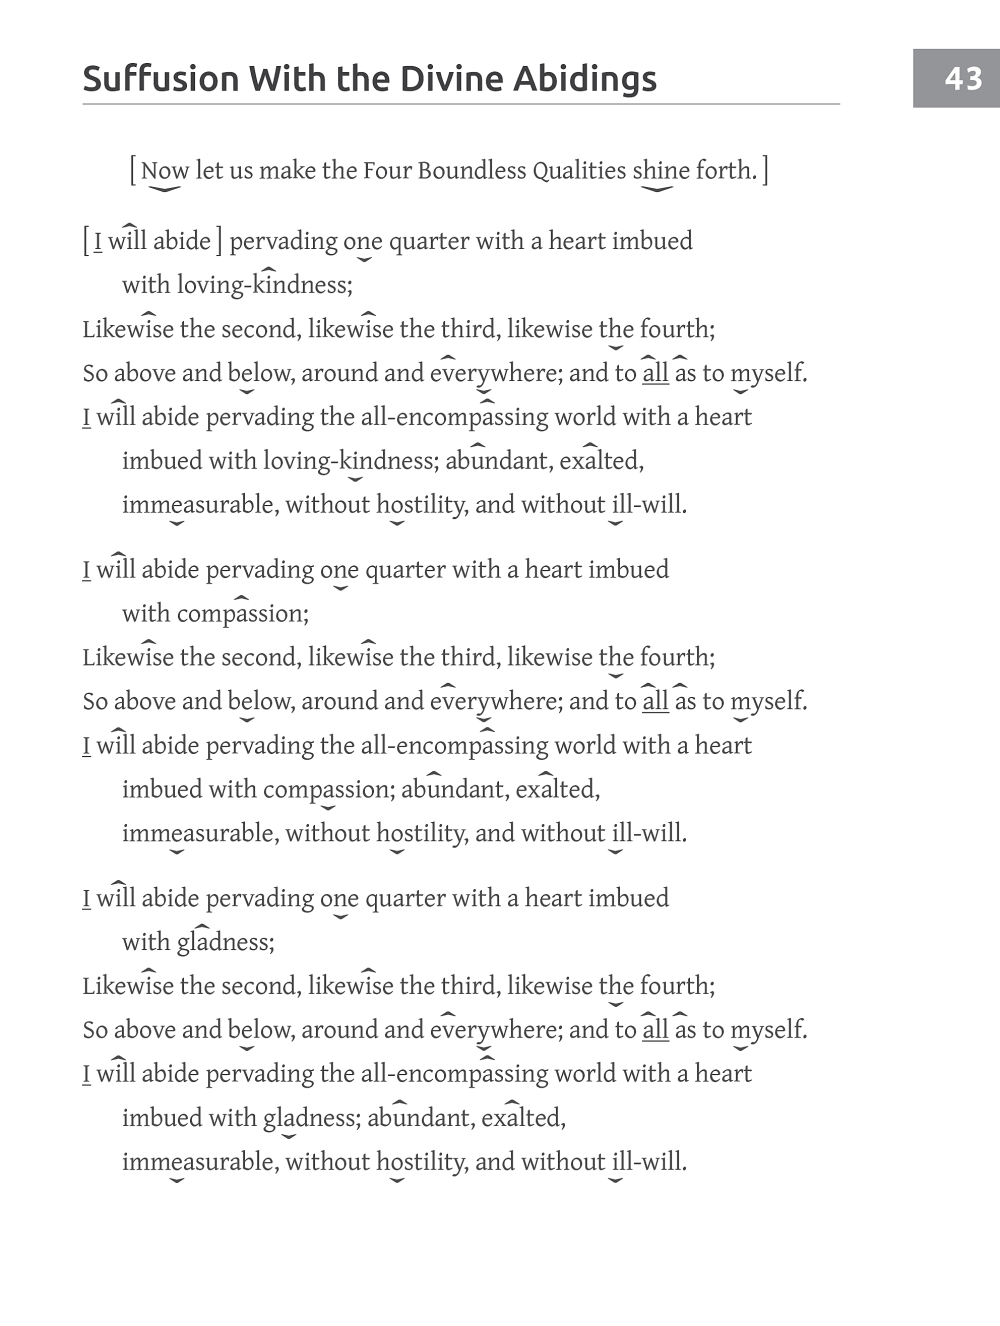 Suffusion With the Divine Abidings
43
[ Now let us make the Four Boundless Qualities shine forth. ]
[ I will abide ] pervading one quarter with a heart imbued
with loving-kindness;
Likewise the second, likewise the third, likewise the fourth;
So above and below, around and everywhere; and to all as to myself.
I will abide pervading the all-encompassing world with a heart
imbued with loving-kindness; abundant, exalted,
immeasurable, without hostility, and without ill-will.
I will abide pervading one quarter with a heart imbued
with compassion;
Likewise the second, likewise the third, likewise the fourth;
So above and below, around and everywhere; and to all as to myself.
I will abide pervading the all-encompassing world with a heart
imbued with compassion; abundant, exalted,
immeasurable, without hostility, and without ill-will.
I will abide pervading one quarter with a heart imbued
with gladness;
Likewise the second, likewise the third, likewise the fourth;
So above and below, around and everywhere; and to all as to myself.
I will abide pervading the all-encompassing world with a heart
imbued with gladness; abundant, exalted,
immeasurable, without hostility, and without ill-will.